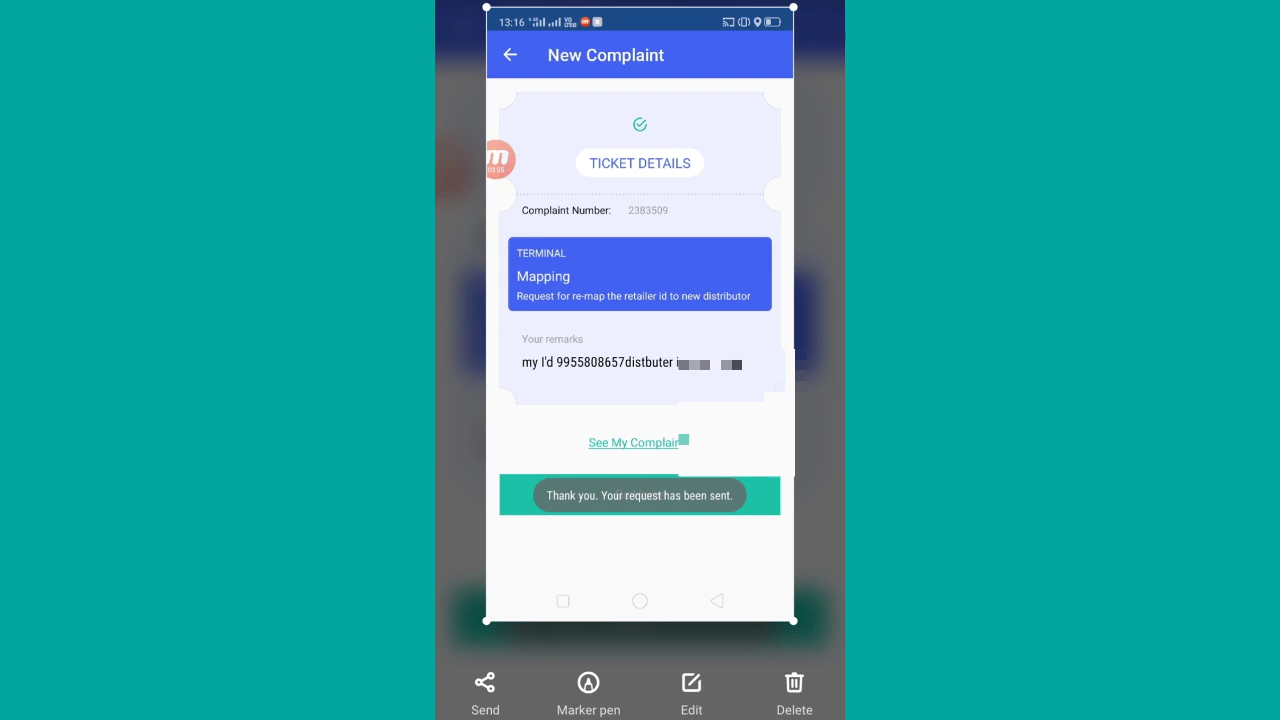 13:16
New Complaint
TICKET DETAILS
Complaint Number: 2383509
TERMINAL
Mapping
Request for re-map the retailer id to new distributor
Your remarks
my I'd 9955808657distbuter
See My
Thank you. Your request has been sent.
Send Marker pen Edit Delete